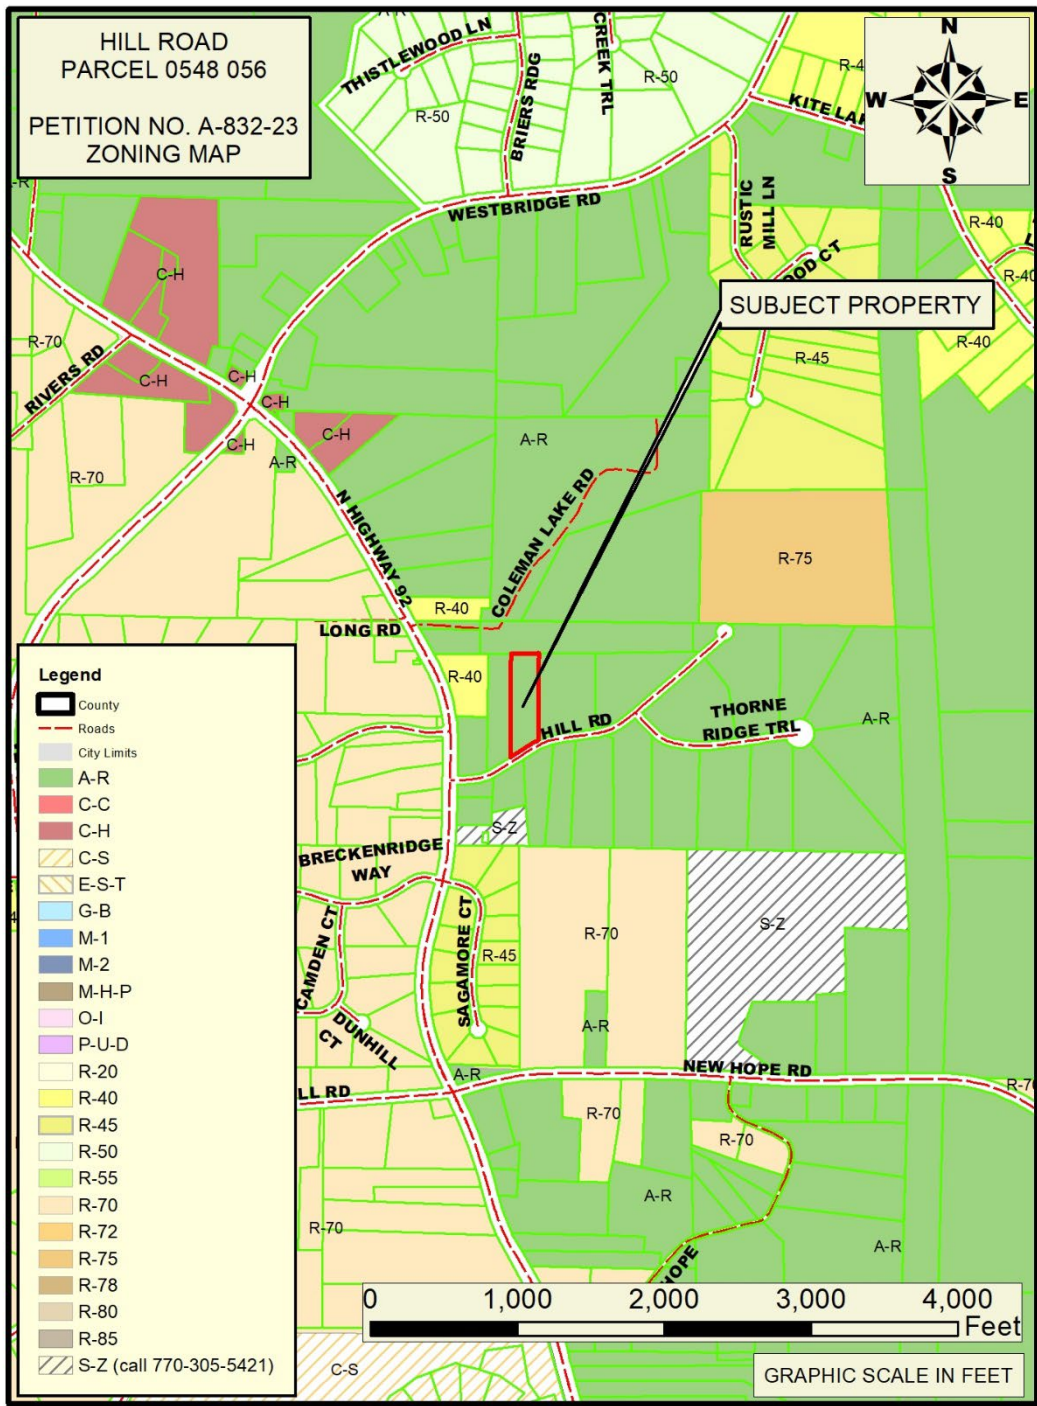 HILL ROAD
PARCEL 0548 056
PETITION NO. A-832-23
ZONING MAP
N
W
E
S
THISTLEWOOD LN
BRIERS RDG
CREEK TRL
R-50
R-50
WESTBRIDGE RD
RUSTIC
MILL LN
R-40
R-40
R-40
SUBJECT PROPERTY
C-H
R-70
RIVERS RD
C-H
C-H
C-H
C-H
C-H
A-R
R-70
A-R
R-45
N HIGHWAY 92
COLEMAN LAKE RD
R-75
R-40
LONG RD
R-40
HILL RD
THORNE
RIDGE TRL
A-R
S-Z
BRECKENRIDGE
WAY
CAMDEN CT
DUNHILL
CT
SAGAMORE CT
R-45
R-70
S-Z
A-R
A-R
NEW HOPE RD
LL RD
R-70
R-70
A-R
A-R
R-70
HOPE
C-S
Legend
County
Roads
City Limits
A-R
C-C
C-H
C-S
E-S-T
G-B
M-1
M-2
M-H-P
O-I
P-U-D
R-20
R-40
R-45
R-50
R-55
R-70
R-72
R-75
R-78
R-80
R-85
S-Z (call 770-305-5421)
0 1,000 2,000 3,000 4,000
Feet
GRAPHIC SCALE IN FEET